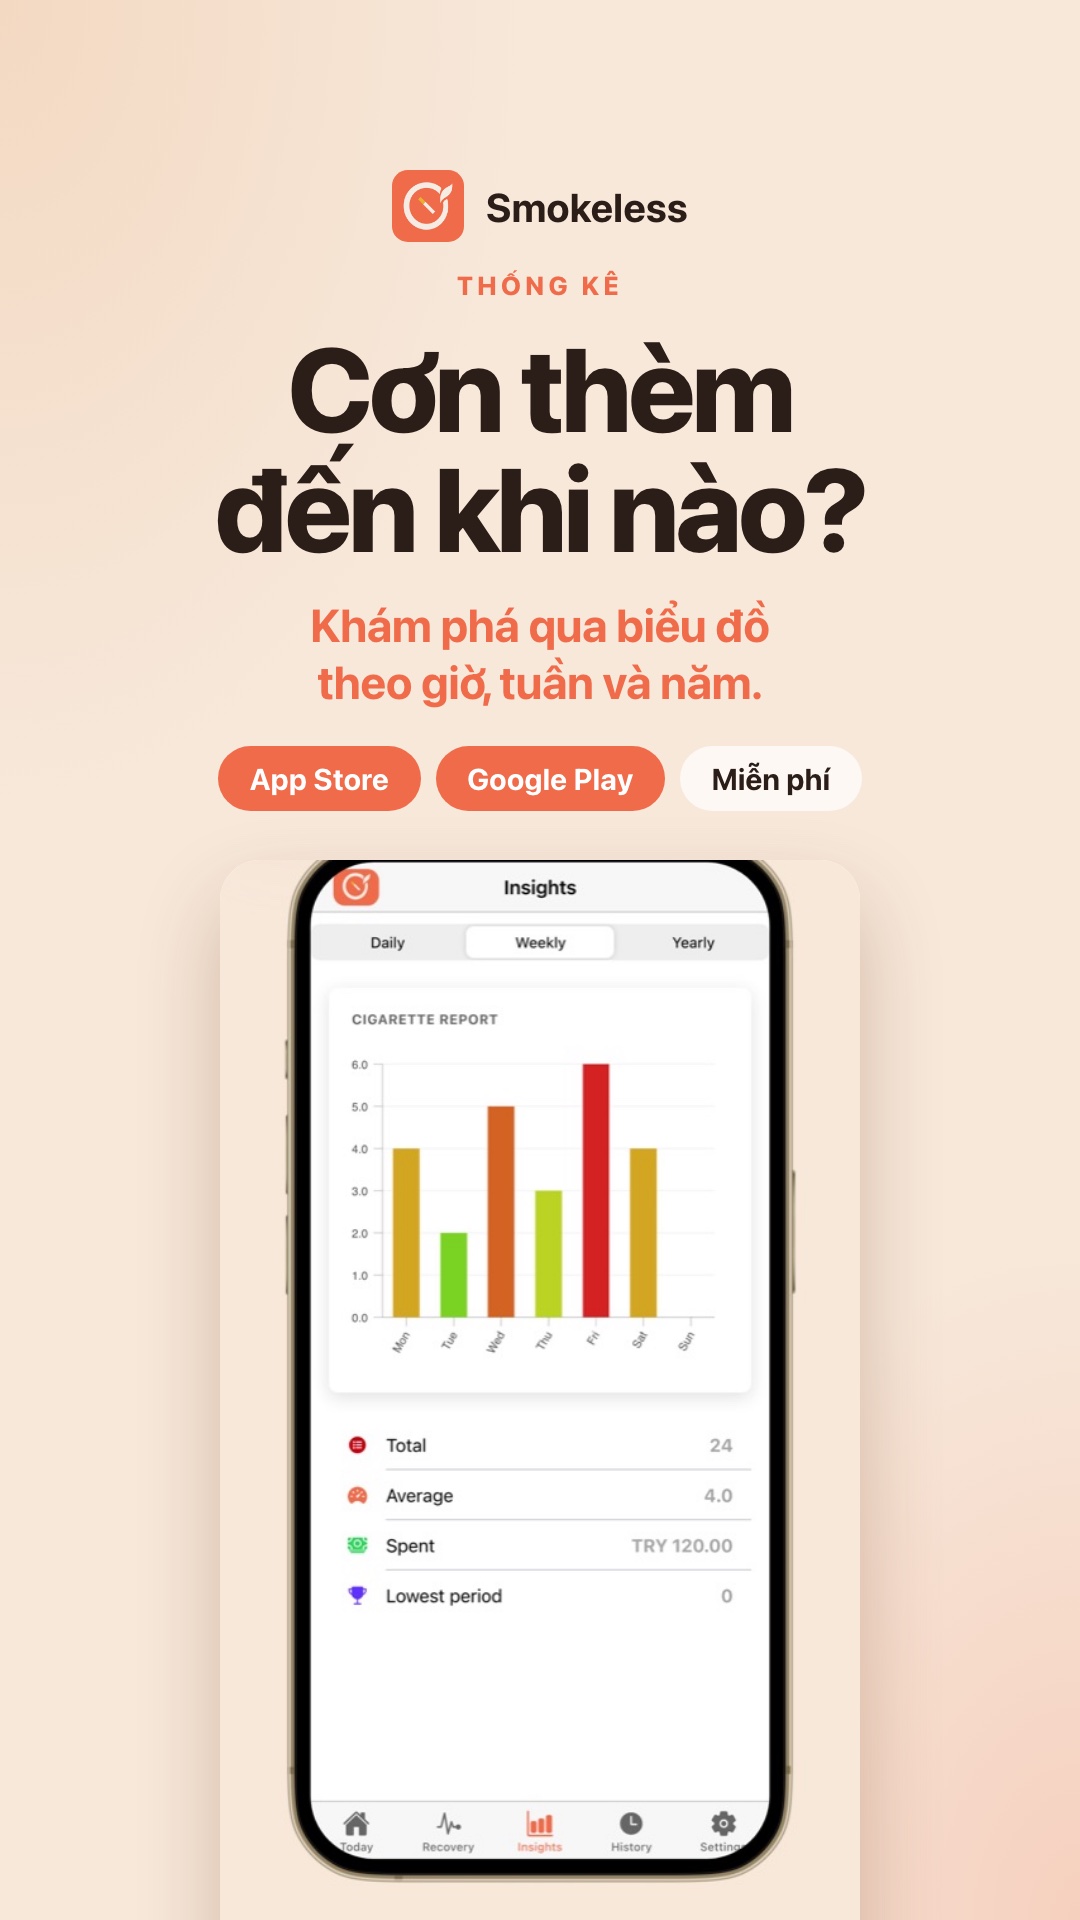 Smokeless
THỐNG KÊ
Cơn thèm
đến khi nào?
Khám phá qua biểu đồ
theo giờ, tuần và năm.
App Store
Google Play
Miễn phí
Insights
Daily
Weekly
Yearly
CIGARETTE REPORT
6.0
5.0
4.0
3.0
2.0
1.0
0.0
Mon
Tue
Wed
Thu
Fri
Sat
Sun
Total 24
Average 4.0
Spent TRY 120.00
Lowest period 0
Today
Recovery
Insights
History
Settings